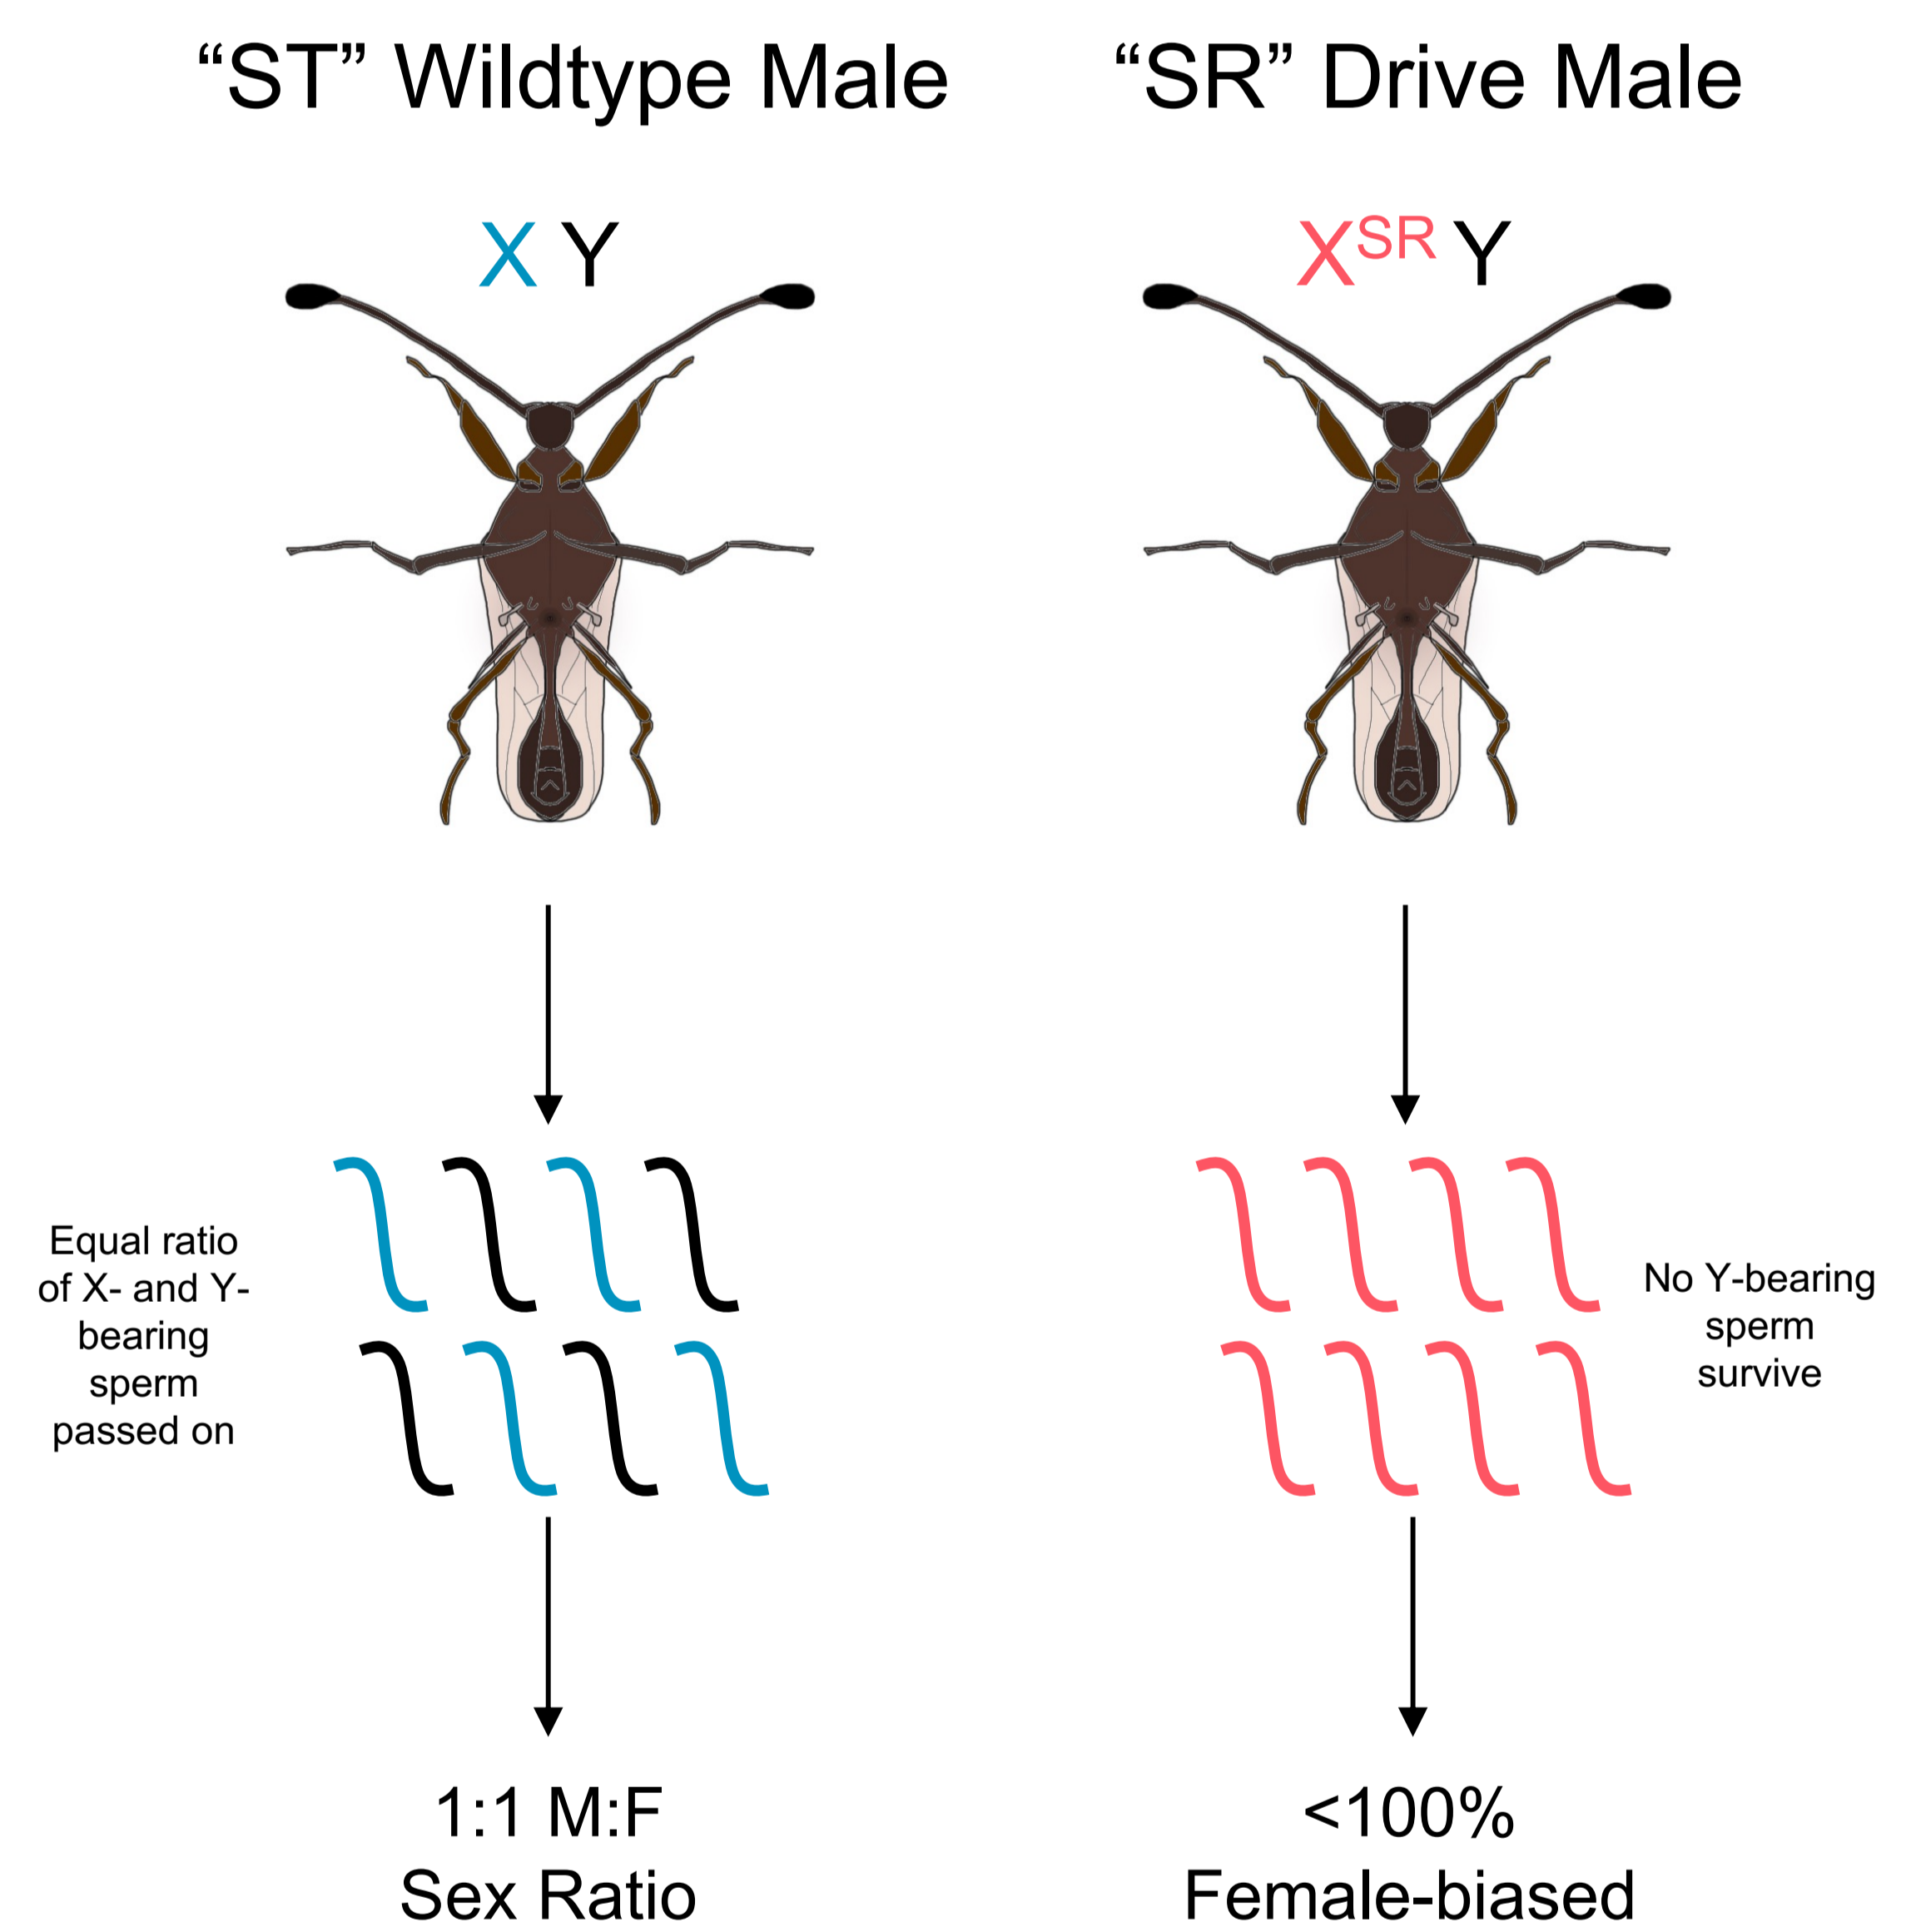 “ST” Wildtype Male
“SR” Drive Male
X Y
X^SR Y
Equal ratio
of X- and Y-
bearing
sperm
passed on
No Y-bearing
sperm
survive
1:1 M:F
Sex Ratio
<100%
Female-biased